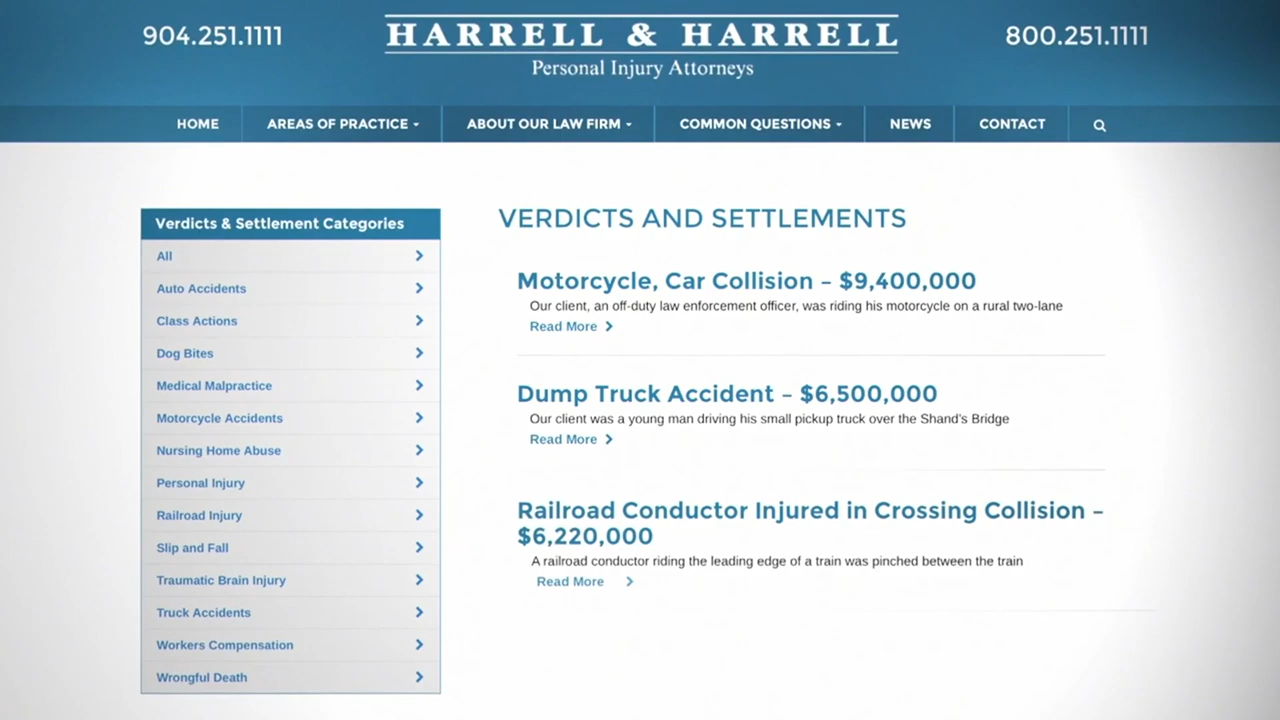 904.251.1111
HARRELL & HARRELL
800.251.1111
Personal Injury Attorneys
HOME
AREAS OF PRACTICE
ABOUT OUR LAW FIRM
COMMON QUESTIONS
NEWS
CONTACT
Verdicts & Settlement Categories
All
Auto Accidents
Class Actions
Dog Bites
Medical Malpractice
Motorcycle Accidents
Nursing Home Abuse
Personal Injury
Railroad Injury
Slip and Fall
Traumatic Brain Injury
Truck Accidents
Workers Compensation
Wrongful Death
VERDICTS AND SETTLEMENTS
Motorcycle, Car Collision – $9,400,000
Our client, an off-duty law enforcement officer, was riding his motorcycle on a rural two-lane
Read More
Dump Truck Accident – $6,500,000
Our client was a young man driving his small pickup truck over the Shand's Bridge
Read More
Railroad Conductor Injured in Crossing Collision –
$6,220,000
A railroad conductor riding the leading edge of a train was pinched between the train
Read More